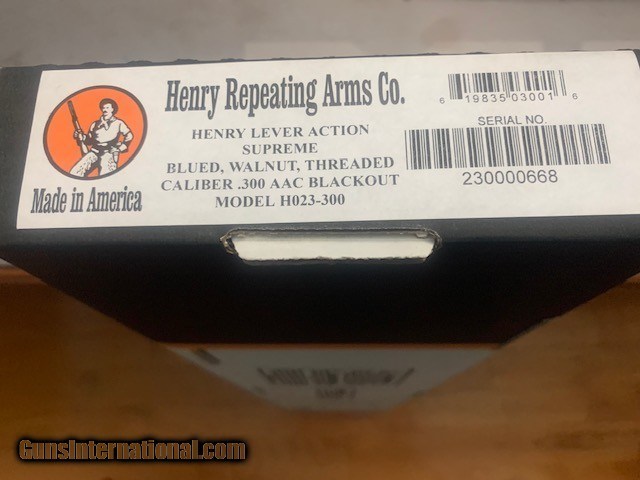 Henry Repeating Arms Co.
HENRY LEVER ACTION
SUPREME
BLUED, WALNUT, THREADED
CALIBER .300 AAC BLACKOUT
MODEL H023-300
Made in America
6 19835 03001 6
SERIAL NO.
230000668
GunsInternational.com